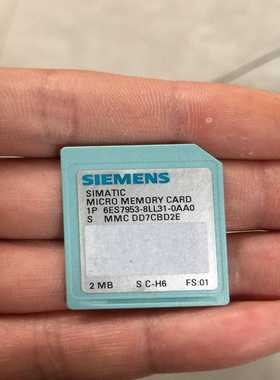 SIEMENS
SIMATIC
MICRO MEMORY CARD
1P 6ES7953-8LL31-0AA0
S MMC DD7CBD2E
2 MB S C-H6 FS:01